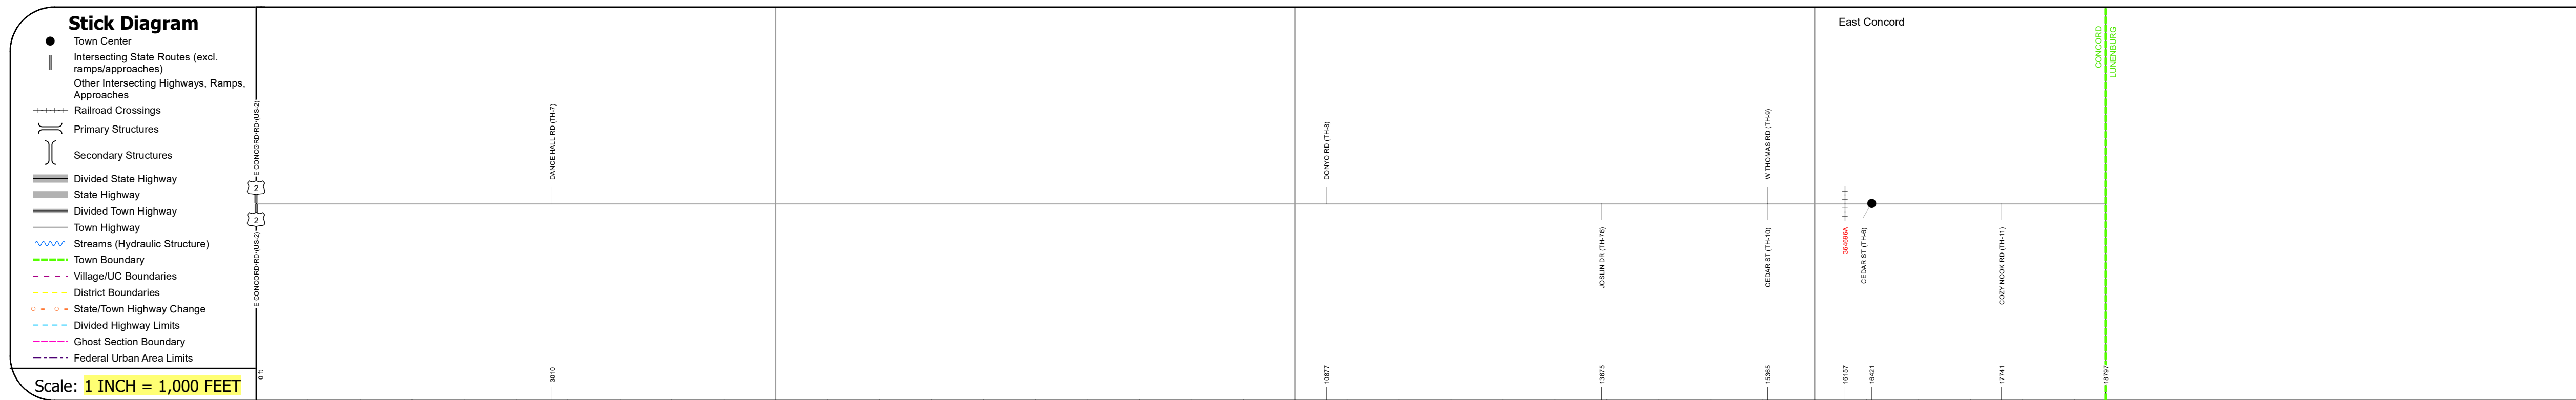 Stick Diagram
Town Center
Intersecting State Routes (excl.
ramps/approaches)
Other Intersecting Highways, Ramps,
Approaches
Railroad Crossings
Primary Structures
Secondary Structures
Divided State Highway
State Highway
Divided Town Highway
Town Highway
Streams (Hydraulic Structure)
Town Boundary
Village/UC Boundaries
District Boundaries
State/Town Highway Change
Divided Highway Limits
Ghost Section Boundary
Federal Urban Area Limits
Scale: 1 INCH = 1,000 FEET
E CONCORD RD (US-2)
2
2
E CONCORD RD (US-2)
0 ft
DANCE HALL RD (TH-7)
3010
DONYO RD (TH-8)
10877
JOSLIN DR (TH-76)
13675
W THOMAS RD (TH-9)
CEDAR ST (TH-10)
15365
East Concord
364696A
16157
CEDAR ST (TH-6)
16421
COZY NOOK RD (TH-11)
17741
CONCORD
LUNENBURG
18797